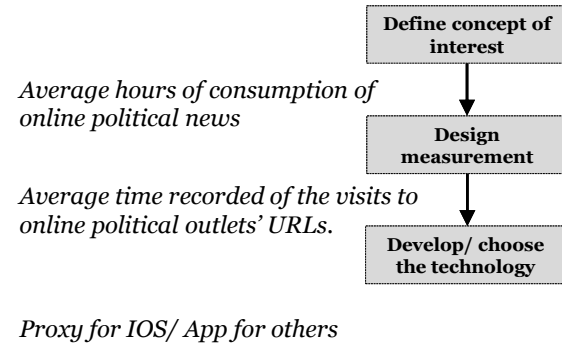 Define concept of
interest
Average hours of consumption of
online political news
Design
measurement
Average time recorded of the visits to
online political outlets’ URLs.
Develop/ choose
the technology
Proxy for IOS/ App for others